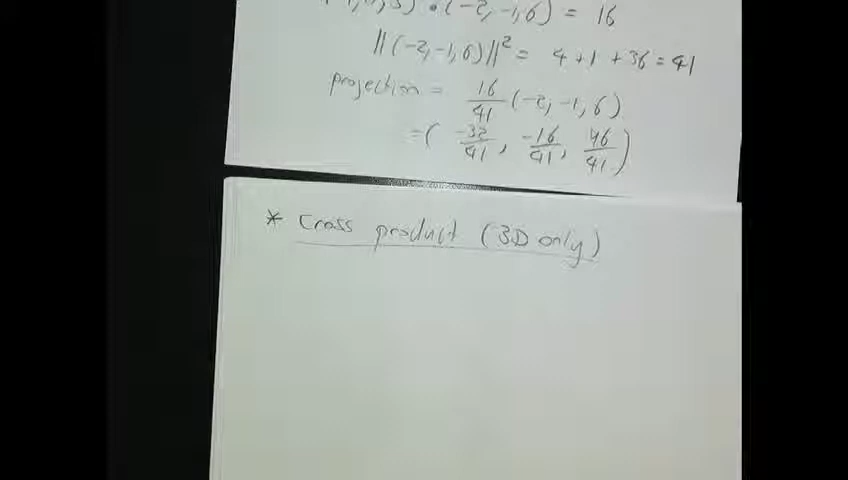 • (-2, -1, 6) = 16
||(-2, -1, 6)||² = 4 + 1 + 36 = 41
projection = 16/41 (-2, -1, 6)
= ( -32/41, -16/41, 46/41 )
* Cross product (3D only)